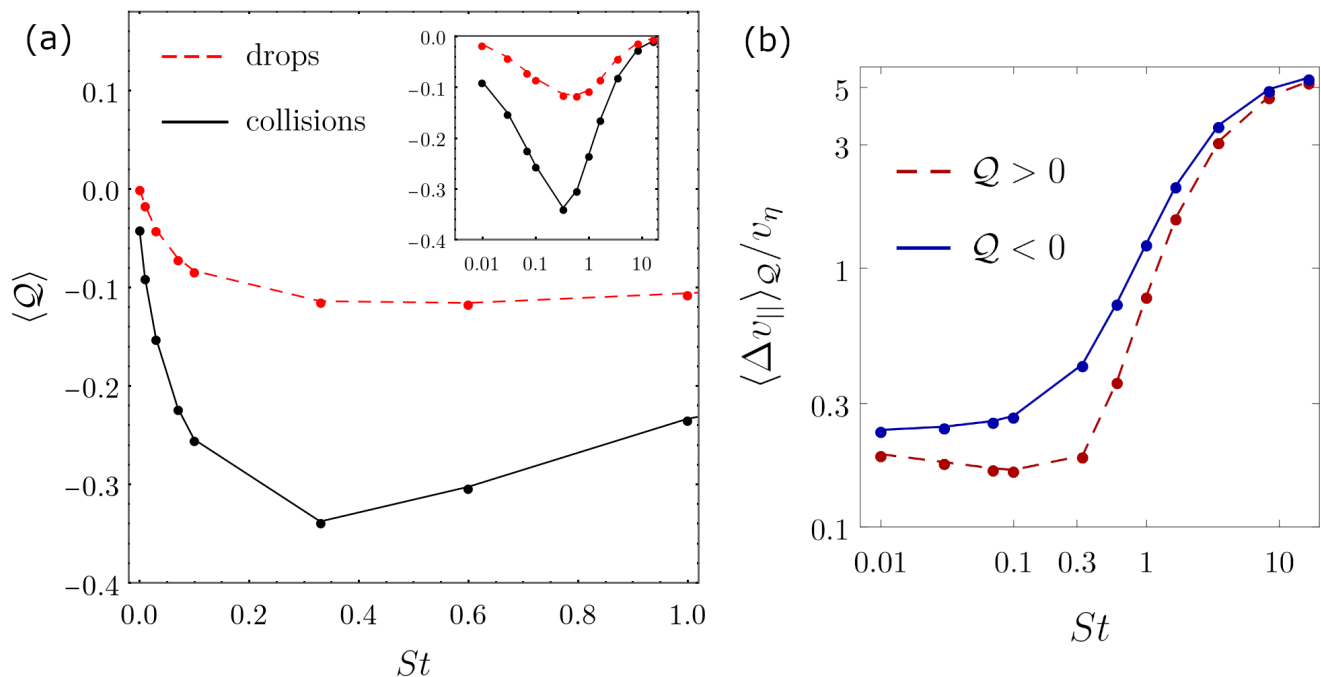 (a)
drops
collisions
0.1
0.0
−0.1
−0.2
−0.3
−0.4
⟨𝒬⟩
0.0 0.2 0.4 0.6 0.8 1.0
St
0.0
−0.1
−0.2
−0.3
−0.4
0.01 0.1 1 10
(b)
𝒬 > 0
𝒬 < 0
5
3
1
0.3
0.1
⟨Δv||⟩𝒬/vη
0.01 0.1 0.3 1 10
St